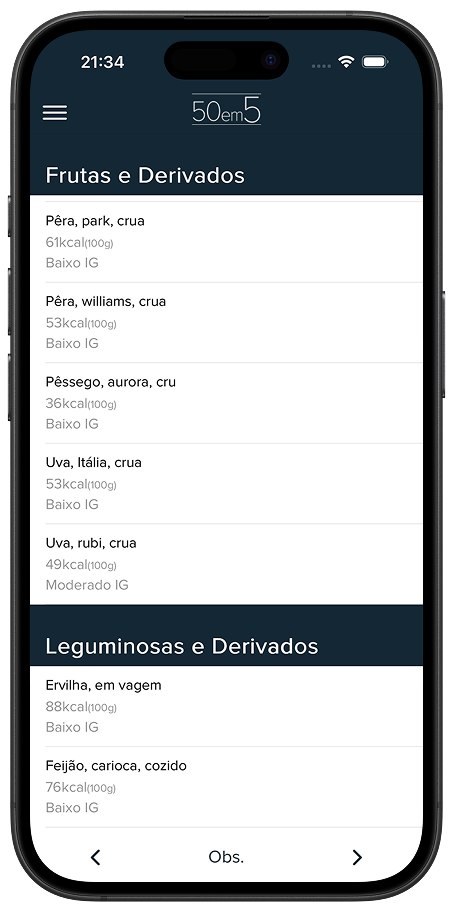 21:34
50em5
Frutas e Derivados
Pêra, park, crua
61kcal(100g)
Baixo IG
Pêra, williams, crua
53kcal(100g)
Baixo IG
Pêssego, aurora, cru
36kcal(100g)
Baixo IG
Uva, Itália, crua
53kcal(100g)
Baixo IG
Uva, rubi, crua
49kcal(100g)
Moderado IG
Leguminosas e Derivados
Ervilha, em vagem
88kcal(100g)
Baixo IG
Feijão, carioca, cozido
76kcal(100g)
Baixo IG
Obs.